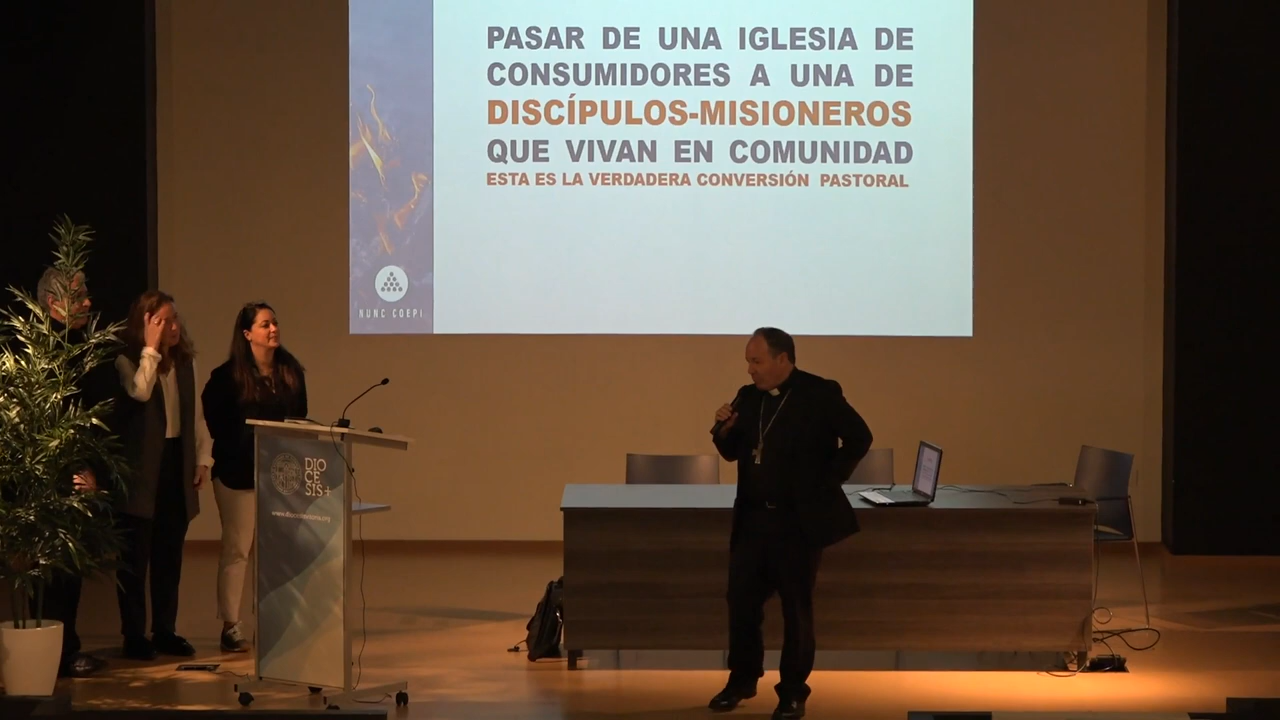 PASAR DE UNA IGLESIA DE
CONSUMIDORES A UNA DE
DISCÍPULOS-MISIONEROS
QUE VIVAN EN COMUNIDAD
ESTA ES LA VERDADERA CONVERSIÓN PASTORAL
NUNC COEPI
DIO
CE
SIS+